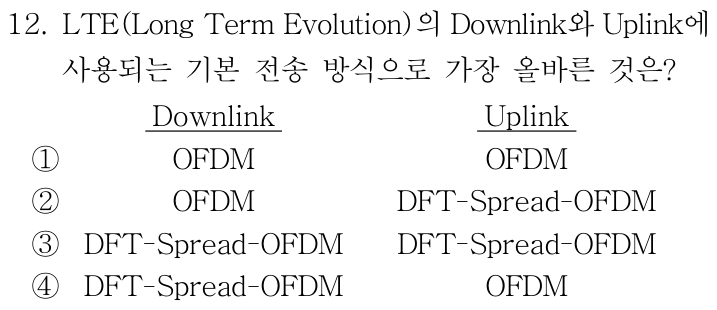 12. LTE(Long Term Evolution)의 Downlink와 Uplink에
사용되는 기본 전송 방식으로 가장 올바른 것은?
Downlink Uplink
① OFDM OFDM
② OFDM DFT-Spread-OFDM
③ DFT-Spread-OFDM DFT-Spread-OFDM
④ DFT-Spread-OFDM OFDM